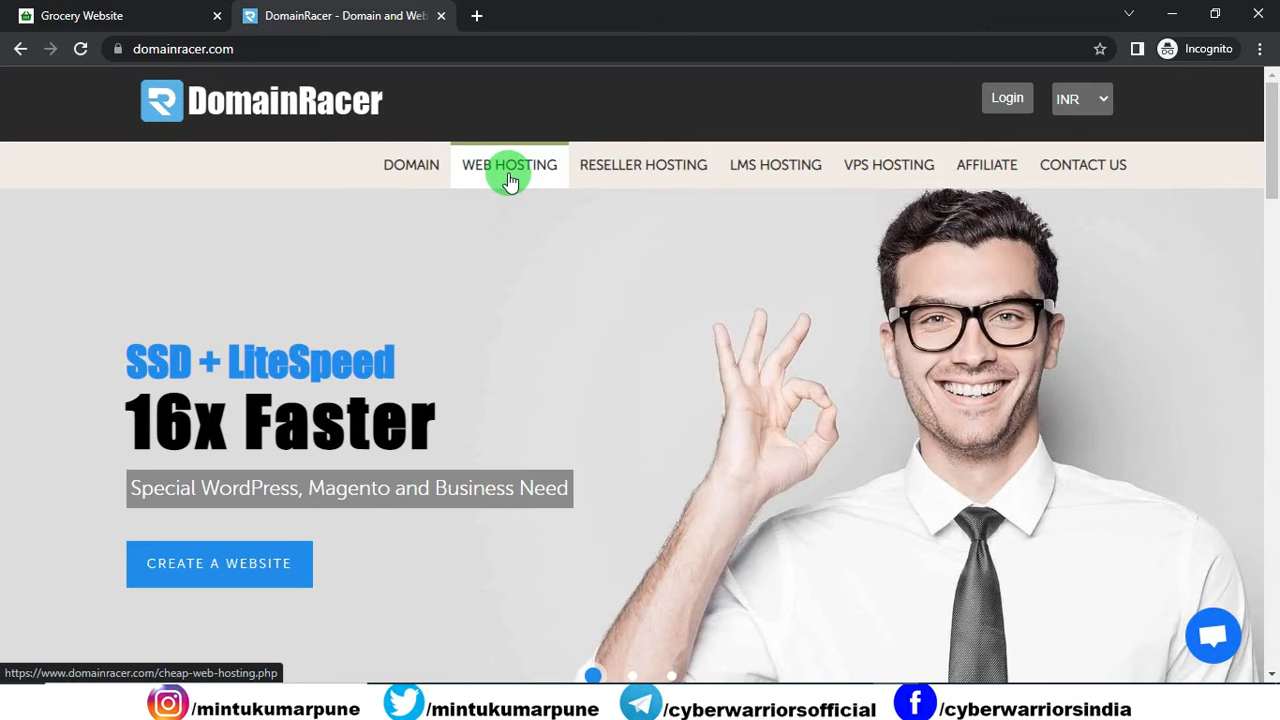 Grocery Website
DomainRacer - Domain and Web
domainracer.com
Incognito
DomainRacer
Login
INR
DOMAIN
WEB HOSTING
RESELLER HOSTING
LMS HOSTING
VPS HOSTING
AFFILIATE
CONTACT US
SSD + LiteSpeed
16x Faster
Special WordPress, Magento and Business Need
CREATE A WEBSITE
https://www.domainracer.com/cheap-web-hosting.php
/mintukumarpune
/mintukumarpune
/cyberwarriorsofficial
/cyberwarriorsindia